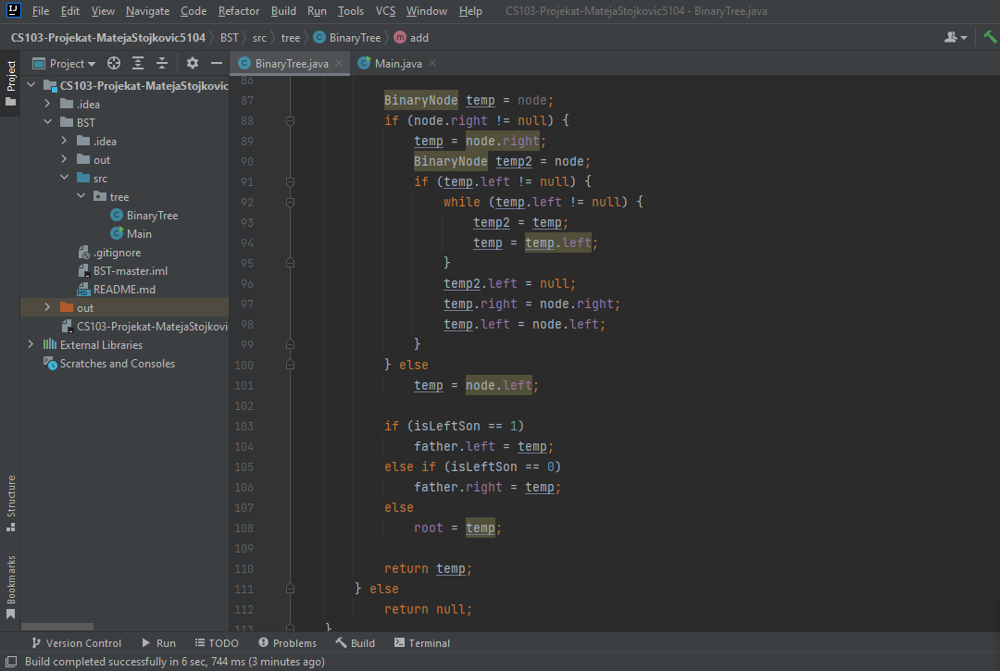 IJ File Edit View Navigate Code Refactor Build Run Tools VCS Window Help CS103-Projekat-MatejaStojkovic5104 - BinaryTree.java
CS103-Projekat-MatejaStojkovic5104 BST src tree C BinaryTree m add
Project Project C BinaryTree.java C Main.java
CS103-Projekat-MatejaStojkovic
.idea
BST
.idea
out
src
tree
C BinaryTree
C Main
.gitignore
BST-master.iml
MD README.md
out
CS103-Projekat-MatejaStojkovi
External Libraries
Scratches and Consoles
Structure
Bookmarks
86
87 BinaryNode temp = node;
88 if (node.right != null) {
89 temp = node.right;
90 BinaryNode temp2 = node;
91 if (temp.left != null) {
92 while (temp.left != null) {
93 temp2 = temp;
94 temp = temp.left;
95 }
96 temp2.left = null;
97 temp.right = node.right;
98 temp.left = node.left;
99 }
100 } else
101 temp = node.left;
102
103 if (isLeftSon == 1)
104 father.left = temp;
105 else if (isLeftSon == 0)
106 father.right = temp;
107 else
108 root = temp;
109
110 return temp;
111 } else
112 return null;
113 }
Version Control Run TODO Problems Build Terminal
Build completed successfully in 6 sec, 744 ms (3 minutes ago)